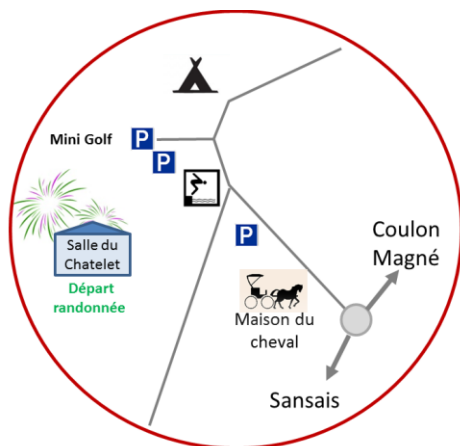 Mini Golf
P
P
Salle du
Chatelet
Départ
randonnée
P
Coulon
Magné
Maison du
cheval
Sansais